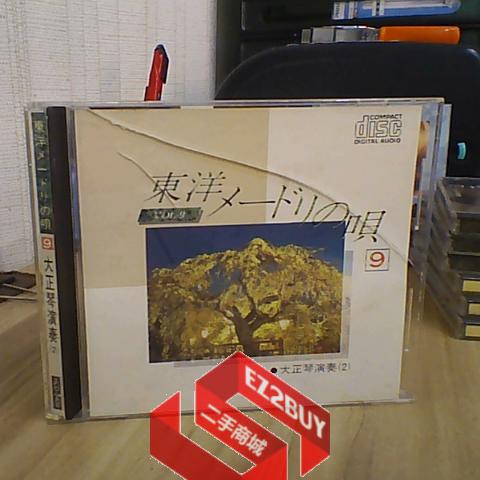 COMPACT
disc
DIGITAL AUDIO
東洋メードリの唄
VOL.9
9
●大正琴演奏(2)
東洋メードリの唄 9 大正琴演奏(2)
EZ2BUY
二手商城